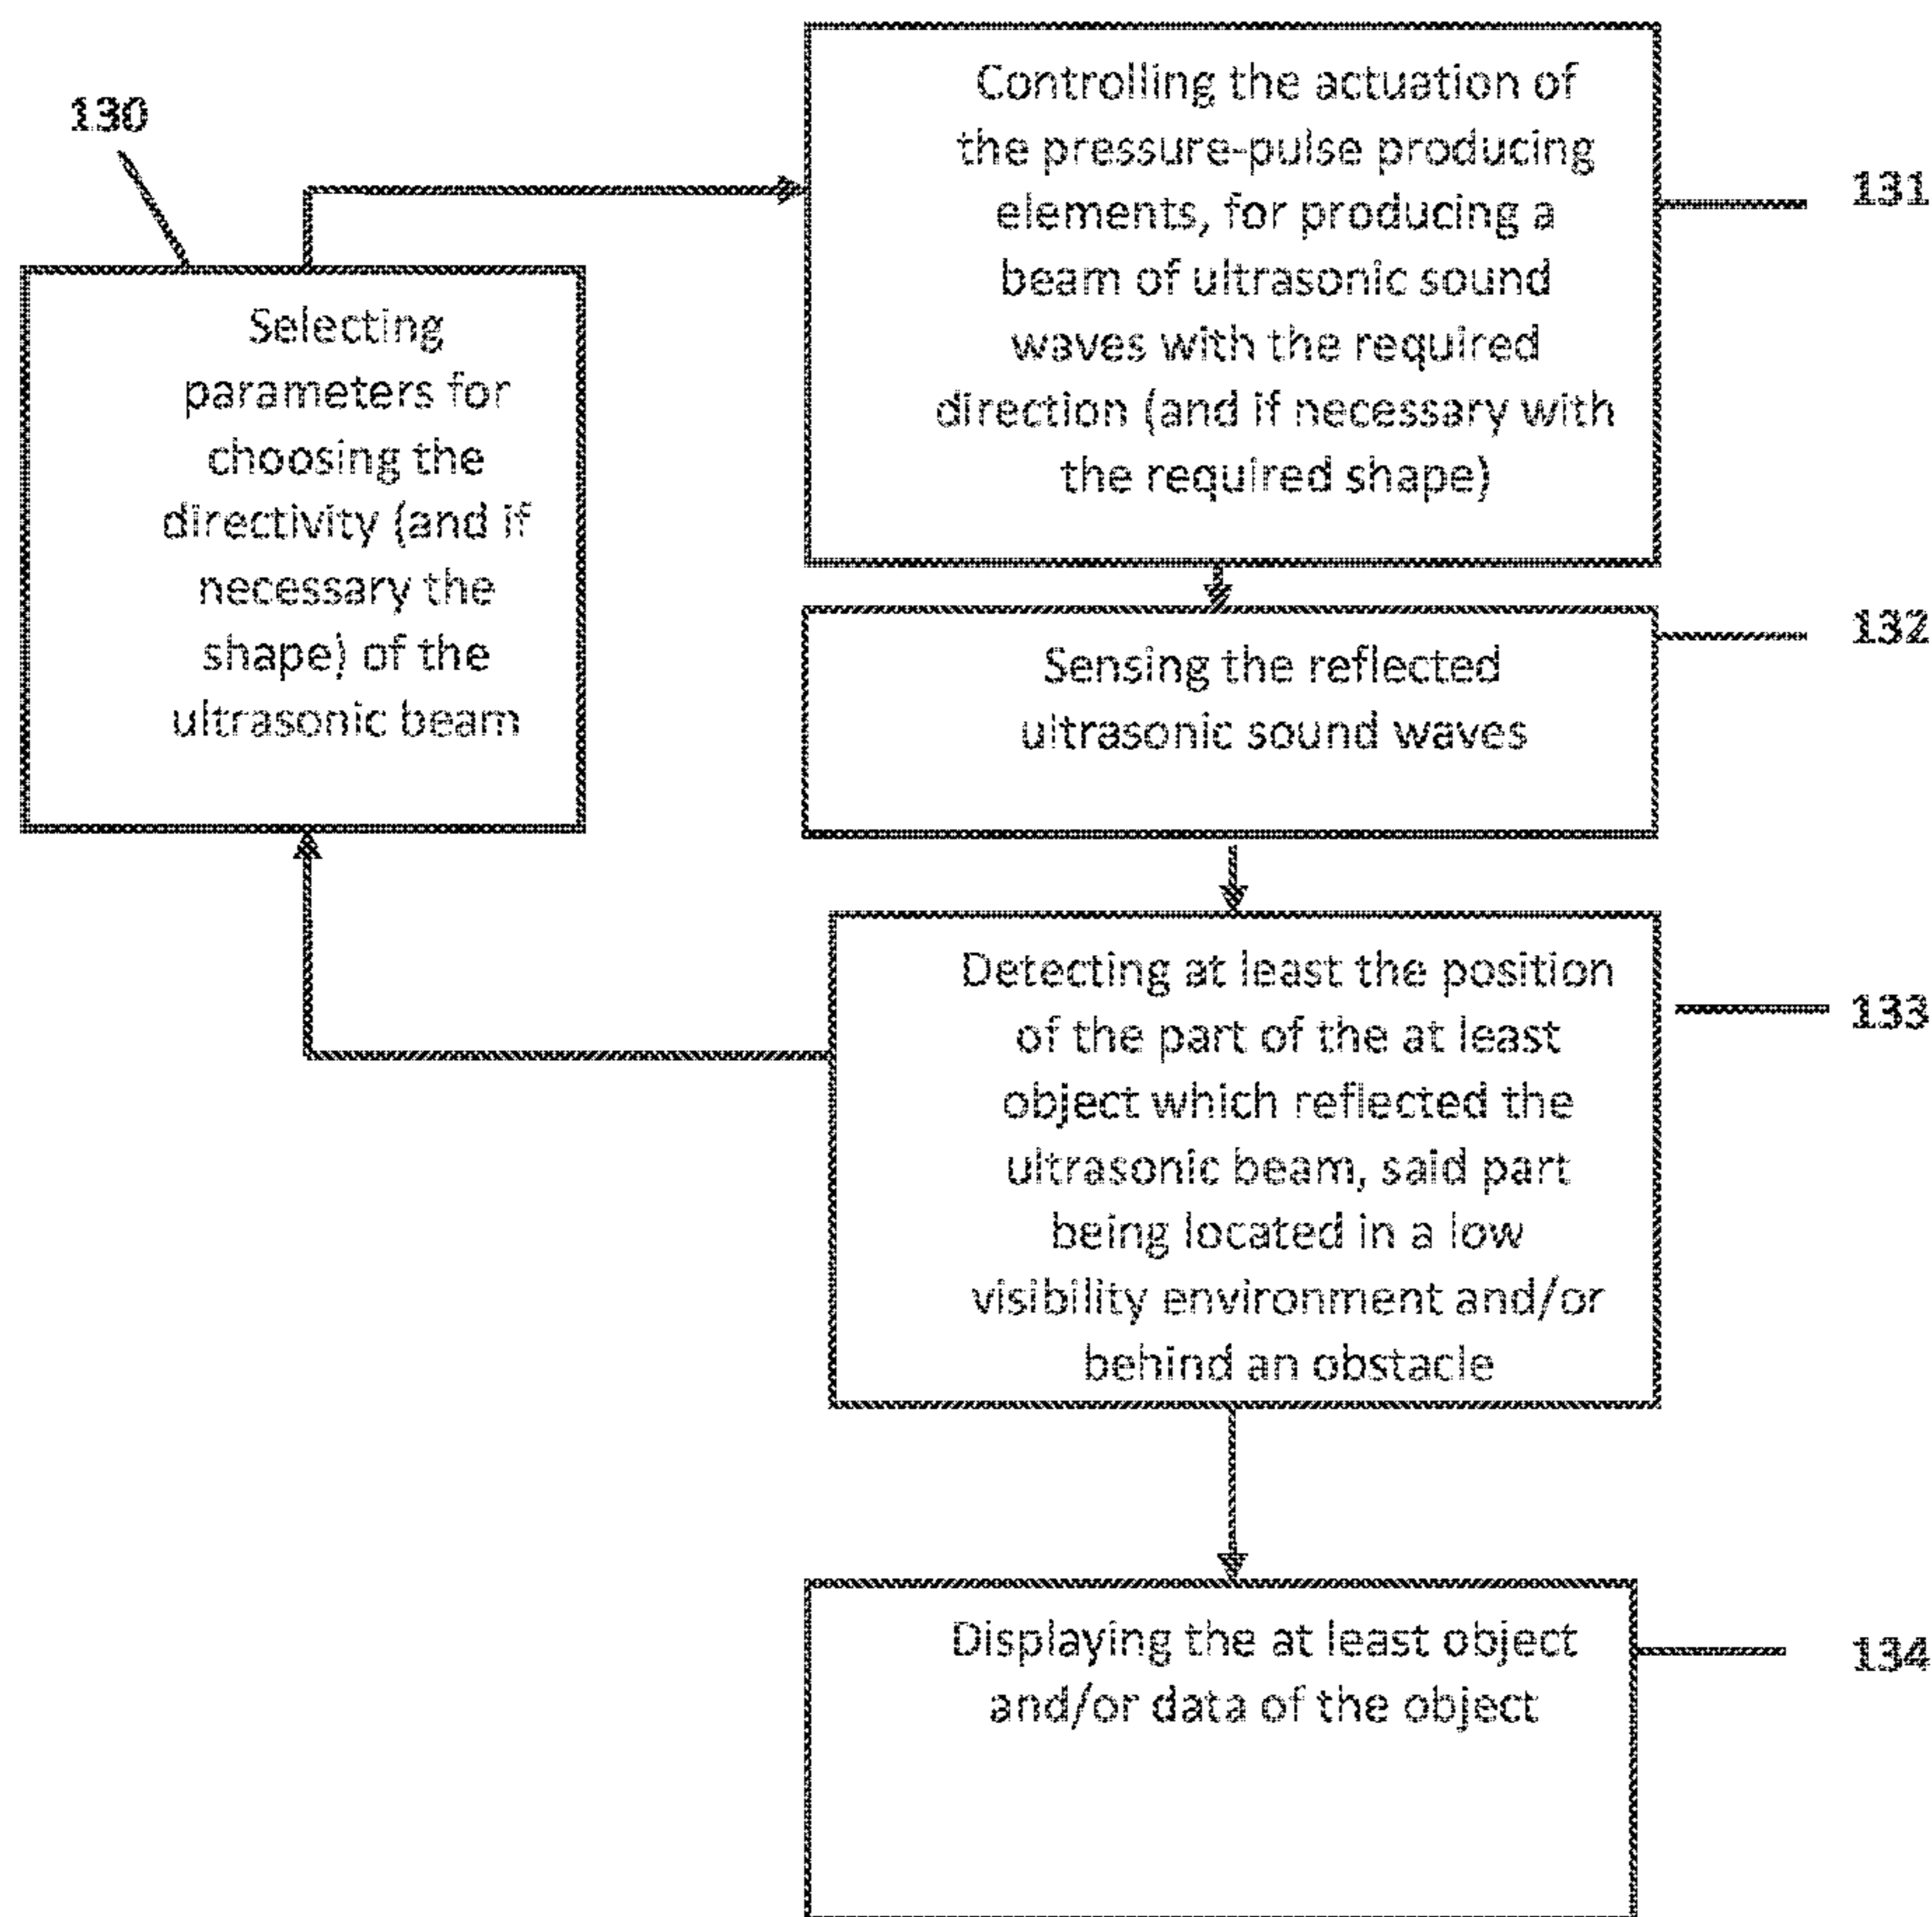 130
Selecting
parameters for
choosing the
directivity (and if
necessary the
shape) of the
ultrasonic beam
Controlling the actuation of
the pressure-pulse producing
elements, for producing a
beam of ultrasonic sound
waves with the required
direction (and if necessary with
the required shape)
131
Sensing the reflected
ultrasonic sound waves
132
Detecting at least the position
of the part of the at least
object which reflected the
ultrasonic beam, said part
being located in a low
visibility environment and/or
behind an obstacle
133
Displaying the at least object
and/or data of the object
134